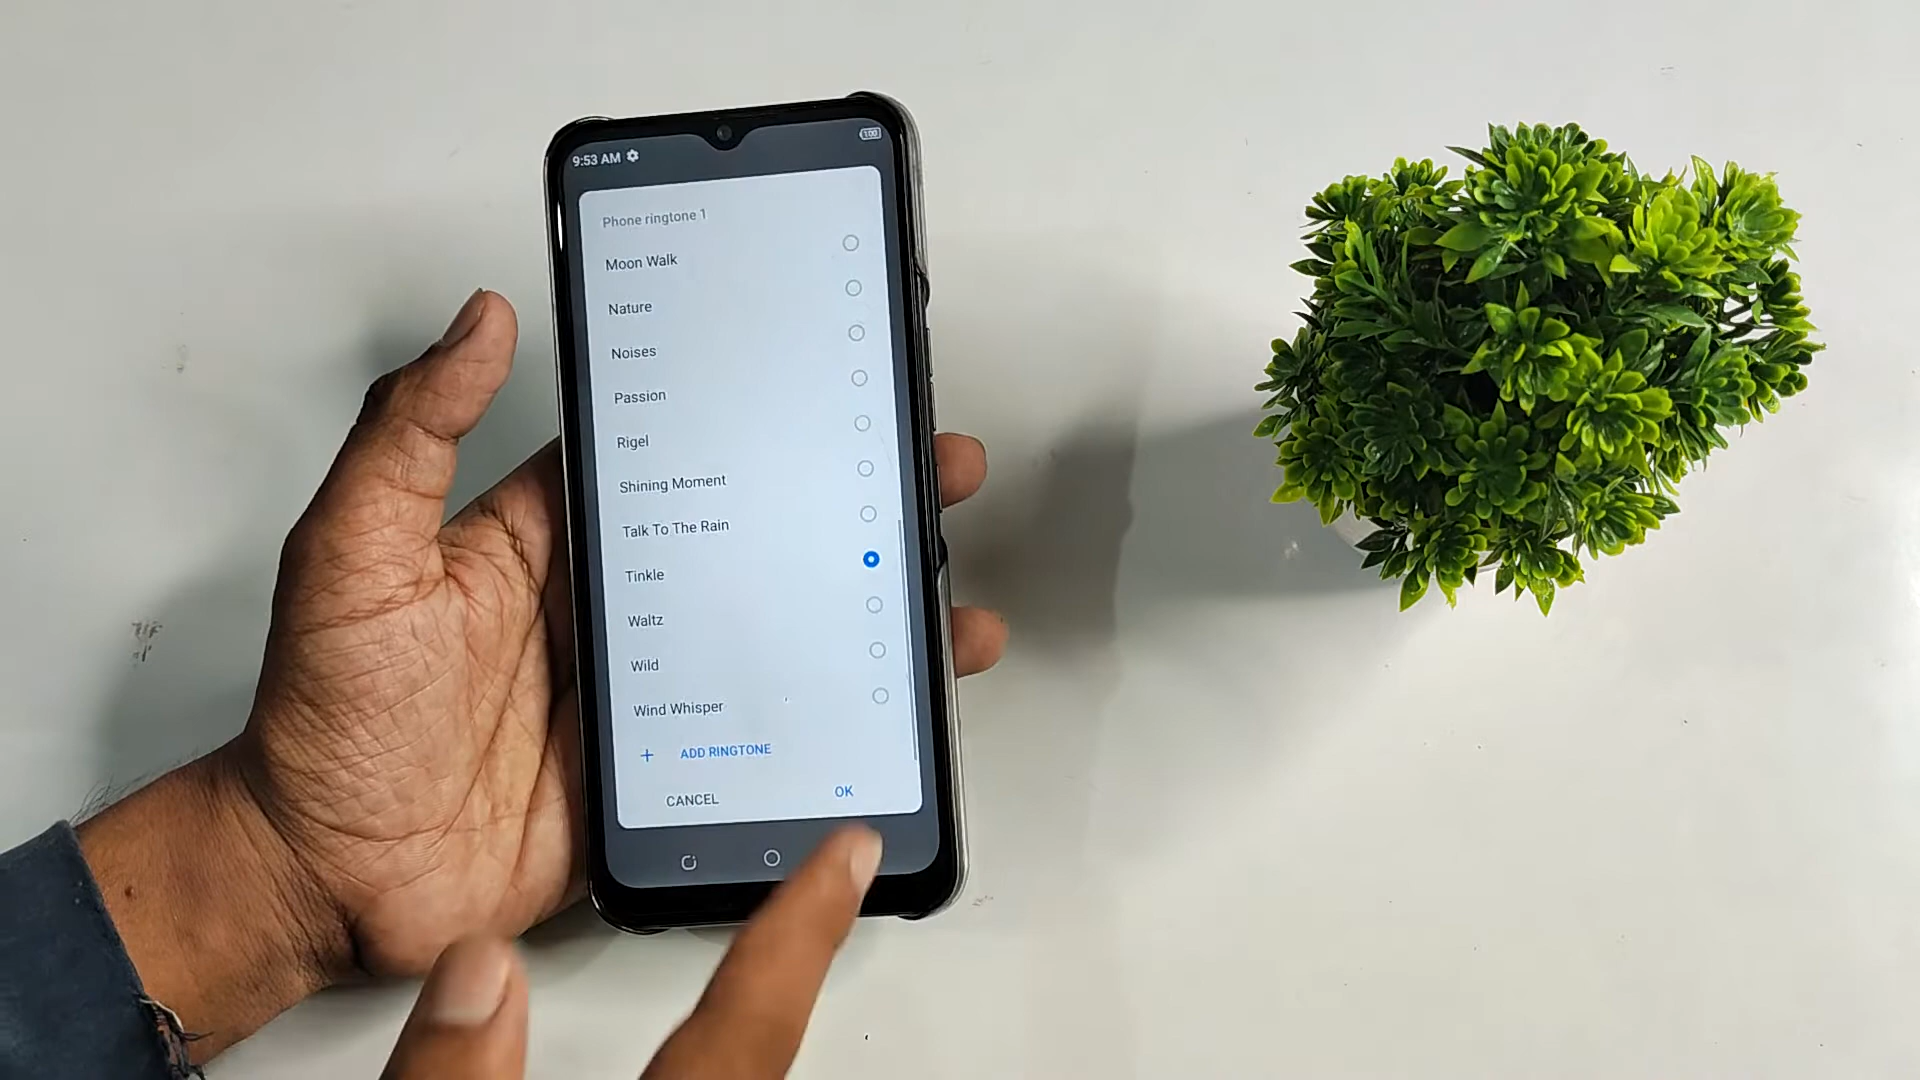 9:53 AM
100
Phone ringtone 1
Moon Walk
Nature
Noises
Passion
Rigel
Shining Moment
Talk To The Rain
Tinkle
Waltz
Wild
Wind Whisper
+ ADD RINGTONE
CANCEL OK